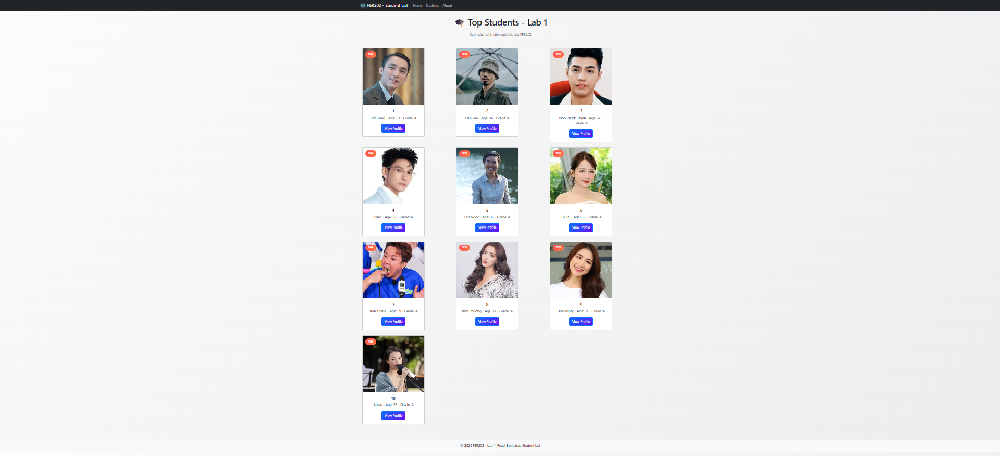 FER202 - Student List Home Students About
Top Students - Lab 1
Danh sách sinh viên xuất sắc của FER202
TOP TOP TOP
1
Sơn Tùng - Age: 31 - Grade: A
View Profile
2
Đen Vâu - Age: 36 - Grade: A
View Profile
3
Noo Phước Thịnh - Age: 37 -
Grade: A
View Profile
TOP TOP TOP
4
Issac - Age: 37 - Grade: A
View Profile
5
Lan Ngọc - Age: 36 - Grade: A
View Profile
6
Chi Pu - Age: 32 - Grade: A
View Profile
TOP TOP TOP
7
Trấn Thành - Age: 39 - Grade: A
View Profile
8
Bích Phương - Age: 37 - Grade: A
View Profile
9
Hòa Minzy - Age: 31 - Grade: A
View Profile
TOP
10
Amee - Age: 26 - Grade: A
View Profile
© 2024 FER202 - Lab 1. React Bootstrap Student List